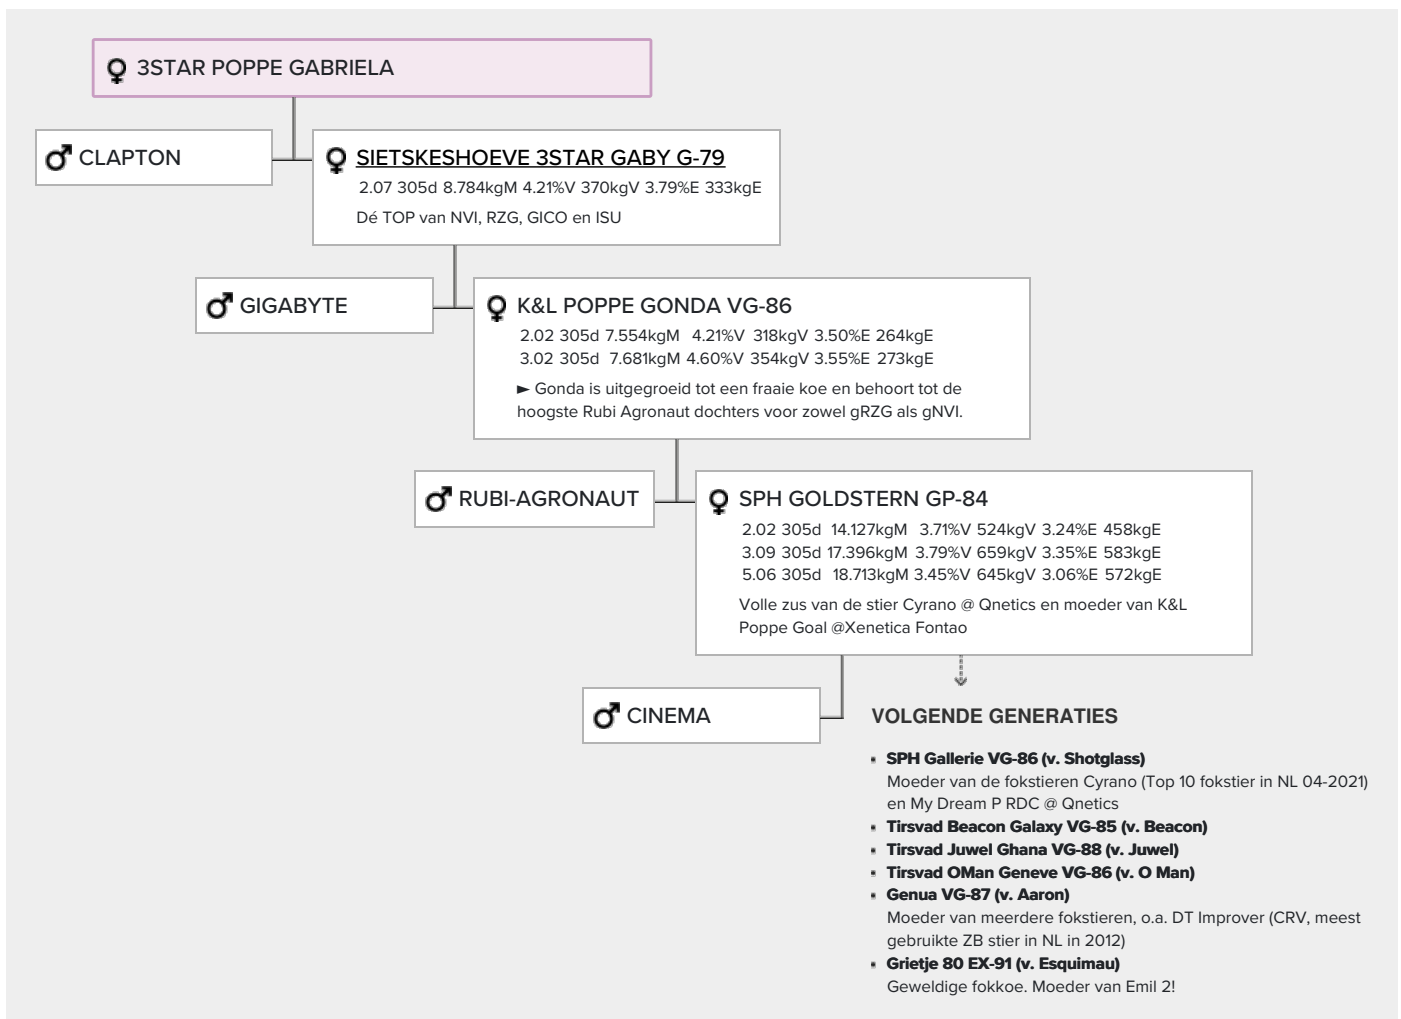 3STAR POPPE GABRIELA
CLAPTON
SIETSKESHOEVE 3STAR GABY G-79
2.07 305d 8.784kgM 4.21%V 370kgV 3.79%E 333kgE
Dé TOP van NVI, RZG, GICO en ISU
GIGABYTE
K&L POPPE GONDA VG-86
2.02 305d 7.554kgM 4.21%V 318kgV 3.50%E 264kgE
3.02 305d 7.681kgM 4.60%V 354kgV 3.55%E 273kgE
► Gonda is uitgegroeid tot een fraaie koe en behoort tot de
hoogste Rubi Agronaut dochters voor zowel gRZG als gNVI.
RUBI-AGRONAUT
SPH GOLDSTERN GP-84
2.02 305d 14.127kgM 3.71%V 524kgV 3.24%E 458kgE
3.09 305d 17.396kgM 3.79%V 659kgV 3.35%E 583kgE
5.06 305d 18.713kgM 3.45%V 645kgV 3.06%E 572kgE
Volle zus van de stier Cyrano @ Qnetics en moeder van K&L
Poppe Goal @Xenetica Fontao
CINEMA
VOLGENDE GENERATIES
▪ SPH Gallerie VG-86 (v. Shotglass)
Moeder van de fokstieren Cyrano (Top 10 fokstier in NL 04-2021)
en My Dream P RDC @ Qnetics
▪ Tirsvad Beacon Galaxy VG-85 (v. Beacon)
▪ Tirsvad Juwel Ghana VG-88 (v. Juwel)
▪ Tirsvad OMan Geneve VG-86 (v. O Man)
▪ Genua VG-87 (v. Aaron)
Moeder van meerdere fokstieren, o.a. DT Improver (CRV, meest
gebruikte ZB stier in NL in 2012)
▪ Grietje 80 EX-91 (v. Esquimau)
Geweldige fokkoe. Moeder van Emil 2!